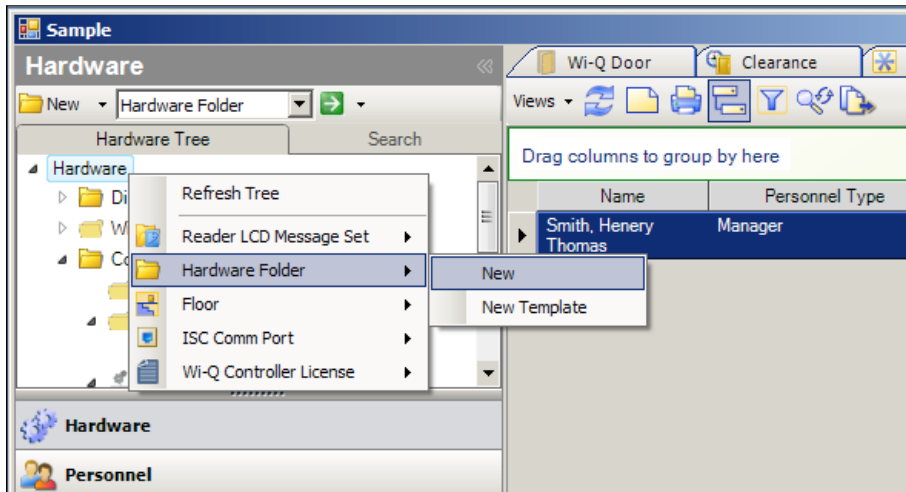 Sample
Hardware
Wi-Q Door
Clearance
New
Hardware Folder
Views
Hardware Tree
Search
Drag columns to group by here
Hardware
Di
W
Co
Refresh Tree
Reader LCD Message Set
Hardware Folder
Floor
ISC Comm Port
Wi-Q Controller License
New
New Template
Name
Personnel Type
Smith, Henery
Thomas
Manager
Hardware
Personnel